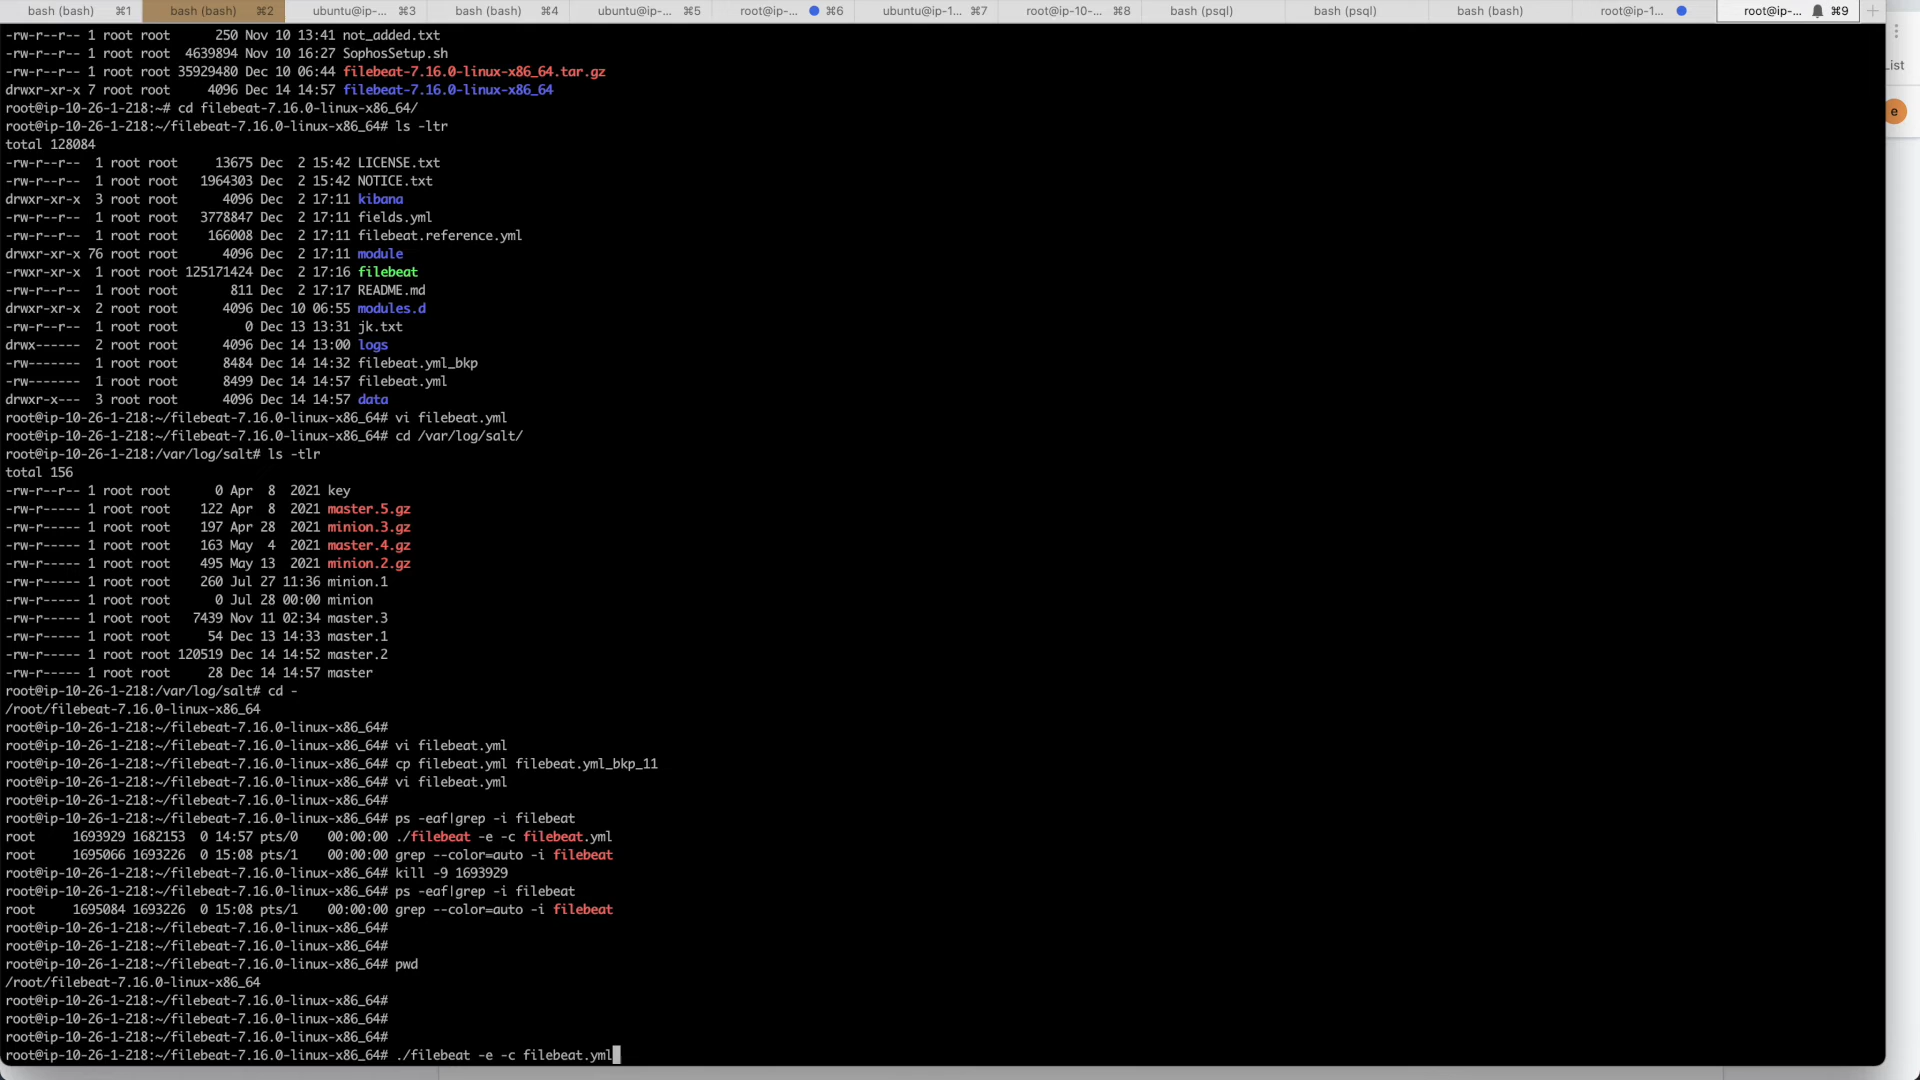 bash (bash) ⌘1 bash (bash) ⌘2 ubuntu@ip-... ⌘3 bash (bash) ⌘4 ubuntu@ip-... ⌘5 root@ip-... ⌘6 ubuntu@ip-1... ⌘7 root@ip-10-... ⌘8 bash (psql) bash (psql) bash (bash) root@ip-1... root@ip-... ⌘9
-rw-r--r-- 1 root root 250 Nov 10 13:41 not_added.txt
-rw-r--r-- 1 root root 4639894 Nov 10 16:27 SophosSetup.sh
-rw-r--r-- 1 root root 35929480 Dec 10 06:44 filebeat-7.16.0-linux-x86_64.tar.gz
drwxr-xr-x 7 root root 4096 Dec 14 14:57 filebeat-7.16.0-linux-x86_64
root@ip-10-26-1-218:~# cd filebeat-7.16.0-linux-x86_64/
root@ip-10-26-1-218:~/filebeat-7.16.0-linux-x86_64# ls -ltr
total 128084
-rw-r--r-- 1 root root 13675 Dec 2 15:42 LICENSE.txt
-rw-r--r-- 1 root root 1964303 Dec 2 15:42 NOTICE.txt
drwxr-xr-x 3 root root 4096 Dec 2 17:11 kibana
-rw-r--r-- 1 root root 3778847 Dec 2 17:11 fields.yml
-rw-r--r-- 1 root root 166008 Dec 2 17:11 filebeat.reference.yml
drwxr-xr-x 76 root root 4096 Dec 2 17:11 module
-rwxr-xr-x 1 root root 125171424 Dec 2 17:16 filebeat
-rw-r--r-- 1 root root 811 Dec 2 17:17 README.md
drwxr-xr-x 2 root root 4096 Dec 10 06:55 modules.d
-rw-r--r-- 1 root root 0 Dec 13 13:31 jk.txt
drwx------ 2 root root 4096 Dec 14 13:00 logs
-rw------- 1 root root 8484 Dec 14 14:32 filebeat.yml_bkp
-rw------- 1 root root 8499 Dec 14 14:57 filebeat.yml
drwxr-x--- 3 root root 4096 Dec 14 14:57 data
root@ip-10-26-1-218:~/filebeat-7.16.0-linux-x86_64# vi filebeat.yml
root@ip-10-26-1-218:~/filebeat-7.16.0-linux-x86_64# cd /var/log/salt/
root@ip-10-26-1-218:/var/log/salt# ls -tlr
total 156
-rw-r--r-- 1 root root 0 Apr 8 2021 key
-rw-r----- 1 root root 122 Apr 8 2021 master.5.gz
-rw-r----- 1 root root 197 Apr 28 2021 minion.3.gz
-rw-r----- 1 root root 163 May 4 2021 master.4.gz
-rw-r----- 1 root root 495 May 13 2021 minion.2.gz
-rw-r----- 1 root root 260 Jul 27 11:36 minion.1
-rw-r----- 1 root root 0 Jul 28 00:00 minion
-rw-r----- 1 root root 7439 Nov 11 02:34 master.3
-rw-r----- 1 root root 54 Dec 13 14:33 master.1
-rw-r----- 1 root root 120519 Dec 14 14:52 master.2
-rw-r----- 1 root root 28 Dec 14 14:57 master
root@ip-10-26-1-218:/var/log/salt# cd -
/root/filebeat-7.16.0-linux-x86_64
root@ip-10-26-1-218:~/filebeat-7.16.0-linux-x86_64#
root@ip-10-26-1-218:~/filebeat-7.16.0-linux-x86_64# vi filebeat.yml
root@ip-10-26-1-218:~/filebeat-7.16.0-linux-x86_64# cp filebeat.yml filebeat.yml_bkp_11
root@ip-10-26-1-218:~/filebeat-7.16.0-linux-x86_64# vi filebeat.yml
root@ip-10-26-1-218:~/filebeat-7.16.0-linux-x86_64#
root@ip-10-26-1-218:~/filebeat-7.16.0-linux-x86_64# ps -eaf|grep -i filebeat
root 1693929 1682153 0 14:57 pts/0 00:00:00 ./filebeat -e -c filebeat.yml
root 1695066 1693226 0 15:08 pts/1 00:00:00 grep --color=auto -i filebeat
root@ip-10-26-1-218:~/filebeat-7.16.0-linux-x86_64# kill -9 1693929
root@ip-10-26-1-218:~/filebeat-7.16.0-linux-x86_64# ps -eaf|grep -i filebeat
root 1695084 1693226 0 15:08 pts/1 00:00:00 grep --color=auto -i filebeat
root@ip-10-26-1-218:~/filebeat-7.16.0-linux-x86_64#
root@ip-10-26-1-218:~/filebeat-7.16.0-linux-x86_64#
root@ip-10-26-1-218:~/filebeat-7.16.0-linux-x86_64# pwd
/root/filebeat-7.16.0-linux-x86_64
root@ip-10-26-1-218:~/filebeat-7.16.0-linux-x86_64#
root@ip-10-26-1-218:~/filebeat-7.16.0-linux-x86_64#
root@ip-10-26-1-218:~/filebeat-7.16.0-linux-x86_64#
root@ip-10-26-1-218:~/filebeat-7.16.0-linux-x86_64# ./filebeat -e -c filebeat.yml
e